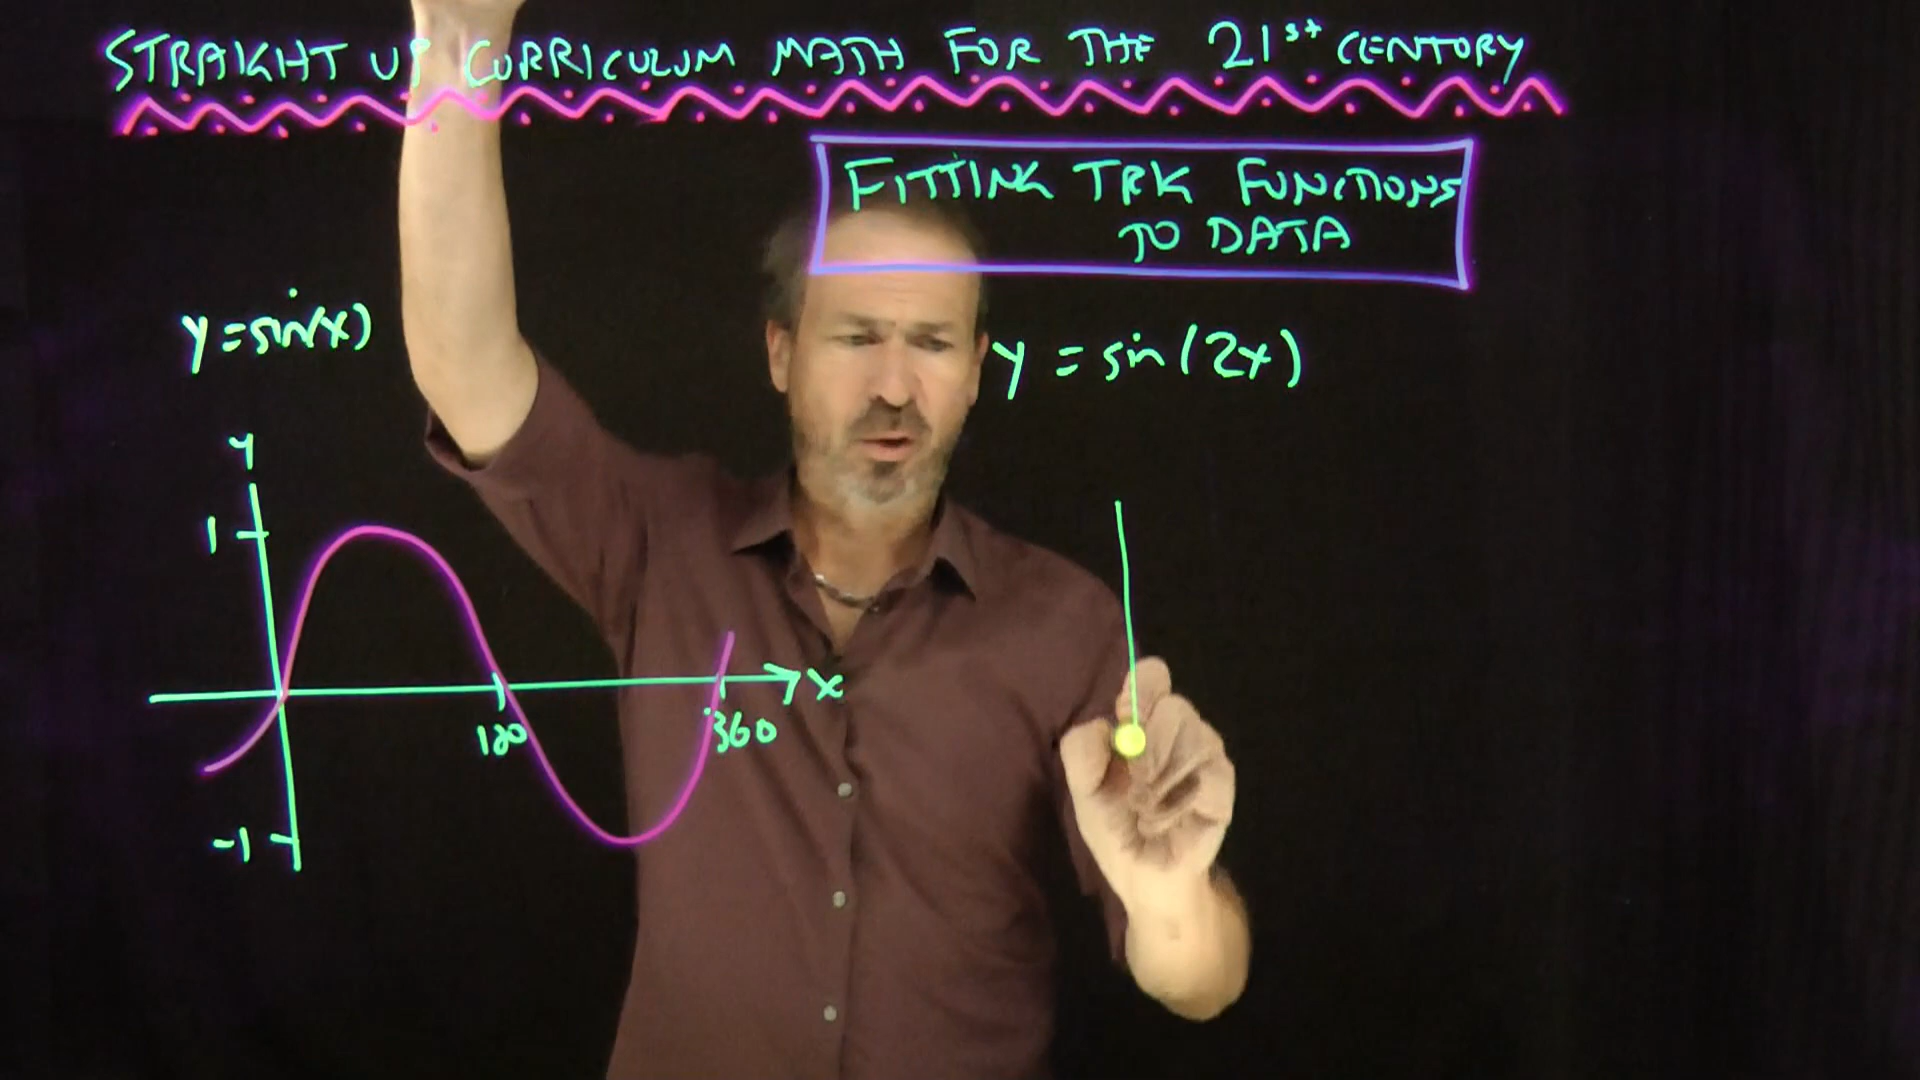 STRAIGHT UP CURRICULUM MATH FOR THE 21st CENTURY
FITTING TRIG FUNCTIONS
TO DATA
y = sin(x)
y = sin(2x)
y
1
x
180
360
-1